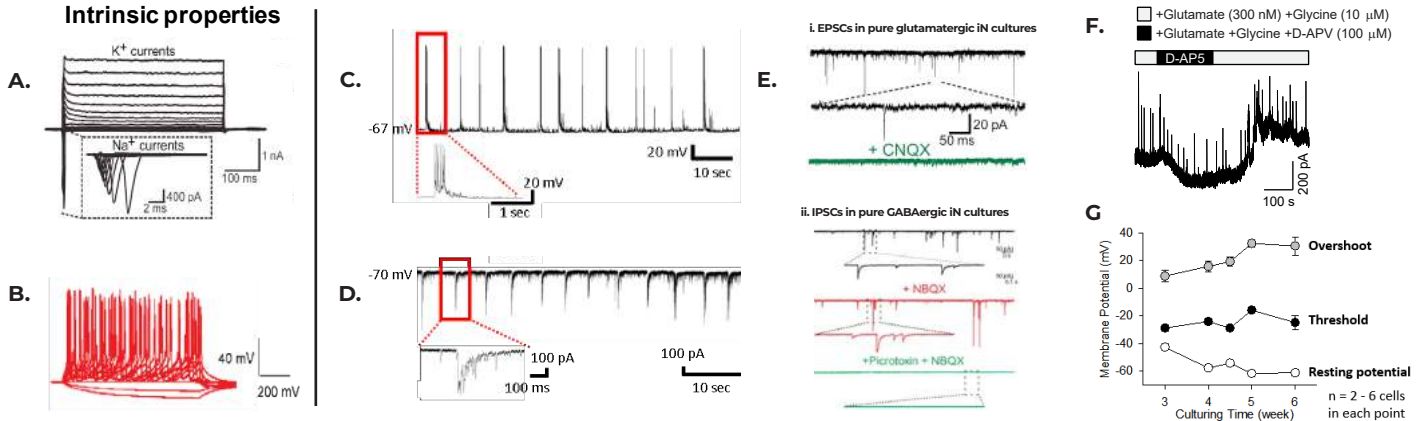 Intrinsic properties
A.
K+ currents
Na+ currents
1 nA
100 ms
400 pA
2 ms
B.
40 mV
200 mV
C.
-67 mV
20 mV
10 sec
20 mV
1 sec
D.
-70 mV
100 pA
100 ms
100 pA
10 sec
E.
i. EPSCs in pure glutamatergic iN cultures
20 pA
50 ms
+ CNQX
ii. IPSCs in pure GABAergic iN cultures
+ NBQX
+Picrotoxin + NBQX
F.
+Glutamate (300 nM) +Glycine (10 μM)
+Glutamate +Glycine +D-APV (100 μM)
D-AP5
200 pA
100 s
G
Membrane Potential (mV)
40
20
0
-20
-40
-60
Overshoot
Threshold
Resting potential
3 4 5 6
Culturing Time (week)
n = 2 - 6 cells
in each point